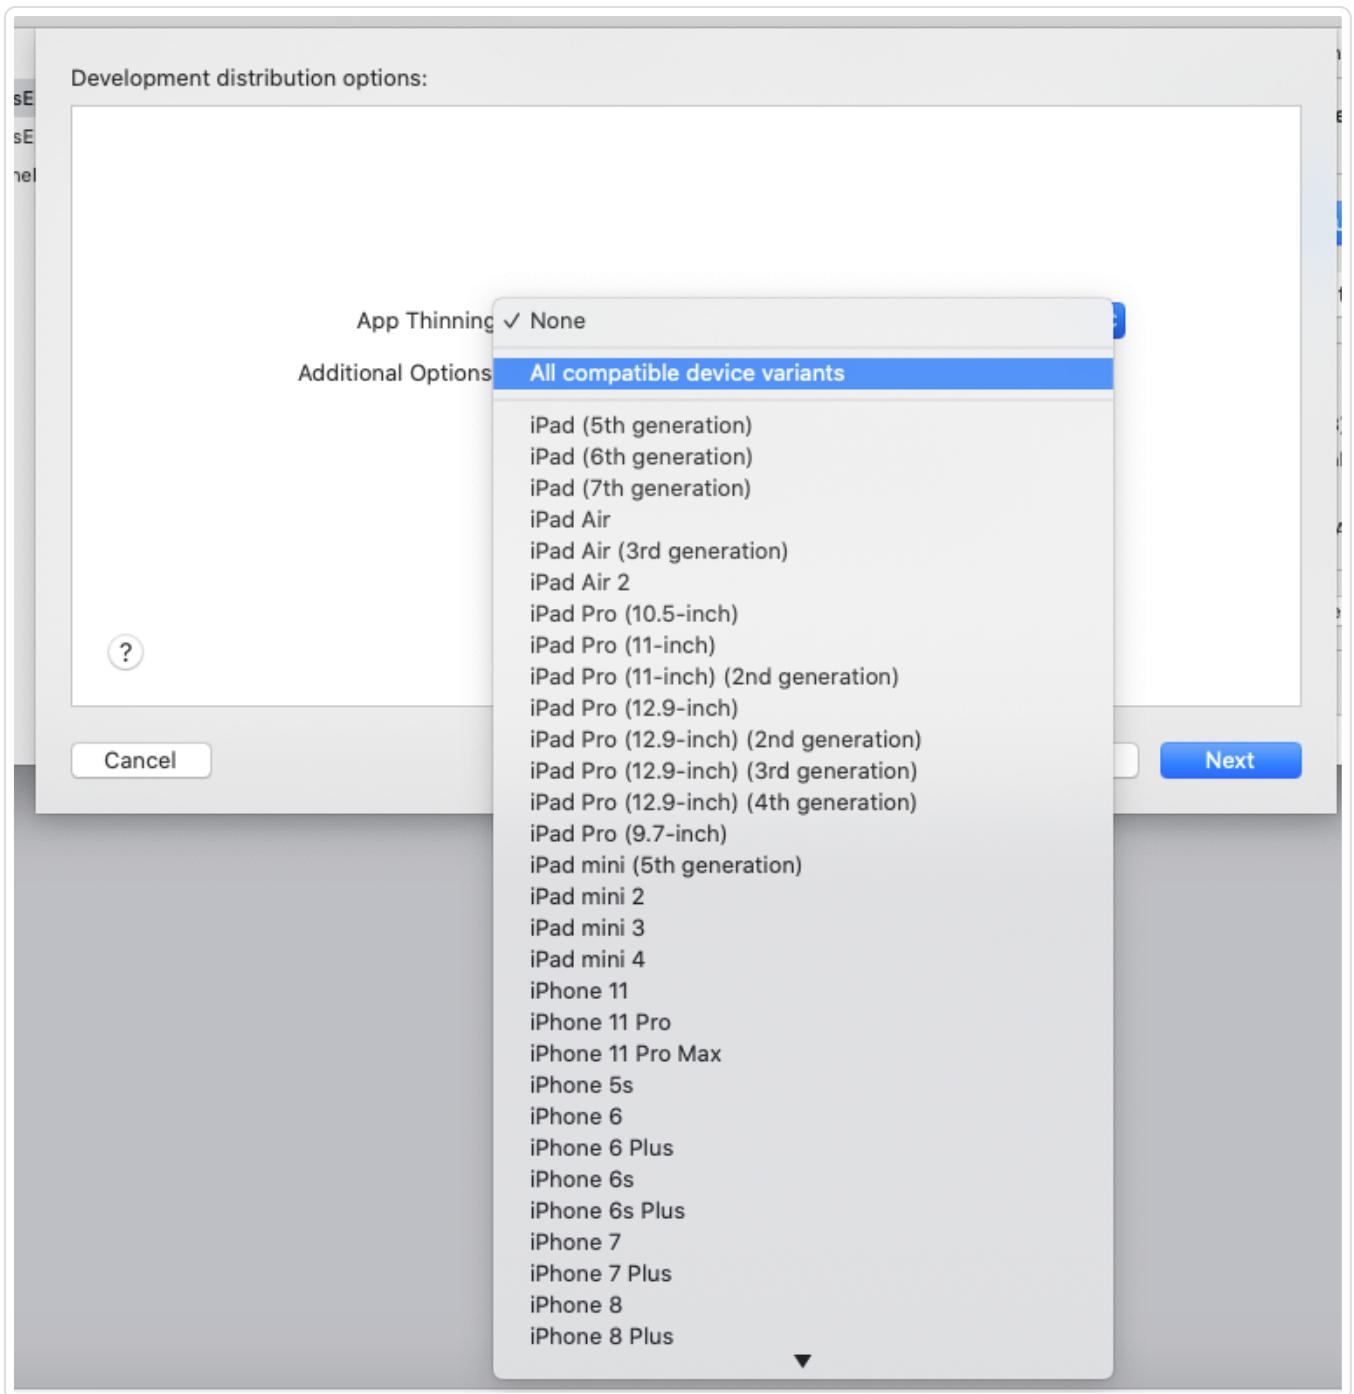 Development distribution options:
sE
sE
nel
App Thinning
✓ None
Additional Options
All compatible device variants
iPad (5th generation)
iPad (6th generation)
iPad (7th generation)
iPad Air
iPad Air (3rd generation)
iPad Air 2
iPad Pro (10.5-inch)
iPad Pro (11-inch)
iPad Pro (11-inch) (2nd generation)
iPad Pro (12.9-inch)
iPad Pro (12.9-inch) (2nd generation)
iPad Pro (12.9-inch) (3rd generation)
iPad Pro (12.9-inch) (4th generation)
iPad Pro (9.7-inch)
iPad mini (5th generation)
iPad mini 2
iPad mini 3
iPad mini 4
iPhone 11
iPhone 11 Pro
iPhone 11 Pro Max
iPhone 5s
iPhone 6
iPhone 6 Plus
iPhone 6s
iPhone 6s Plus
iPhone 7
iPhone 7 Plus
iPhone 8
iPhone 8 Plus
?
Cancel
Next